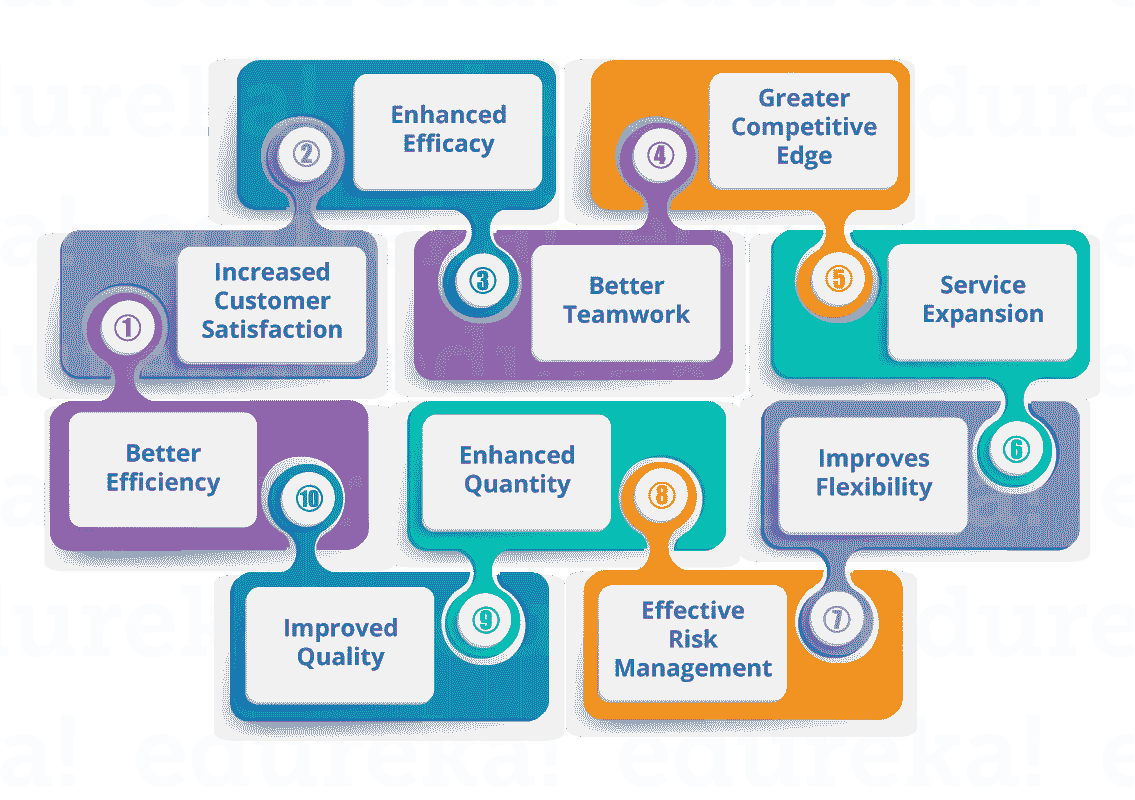 ②
Enhanced
Efficacy
④
Greater
Competitive
Edge
①
Increased
Customer
Satisfaction
③
Better
Teamwork
⑤
Service
Expansion
Better
Efficiency
⑩
Enhanced
Quantity
⑧
Improves
Flexibility
⑥
Improved
Quality
⑨
Effective
Risk
Management
⑦
edureka!
edureka!